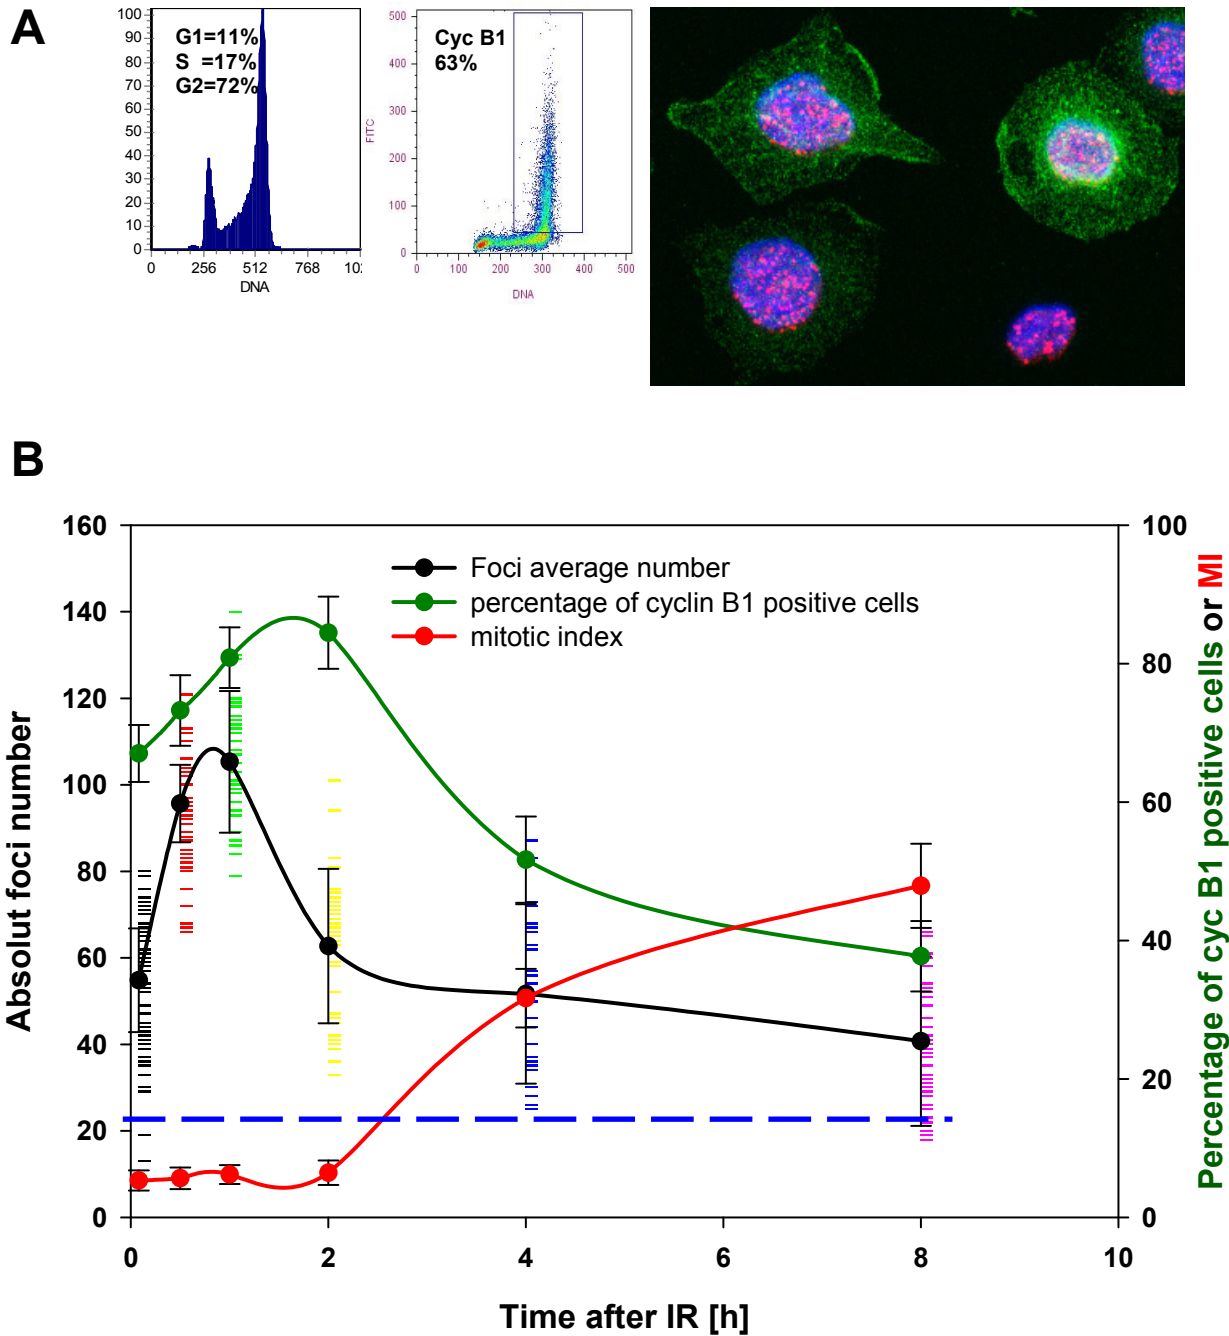 A
100
90
80
70
60
50
40
30
20
10
0
G1=11%
S =17%
G2=72%
0 256 512 768 102
DNA
500
400
300
200
100
0
FITC
Cyc B1
63%
0 100 200 300 400 500
DNA
B
160
140
120
100
80
60
40
20
0
Absolut foci number
Foci average number
percentage of cyclin B1 positive cells
mitotic index
100
80
60
40
20
0
Percentage of cyc B1 positive cells or MI
0 2 4 6 8 10
Time after IR [h]